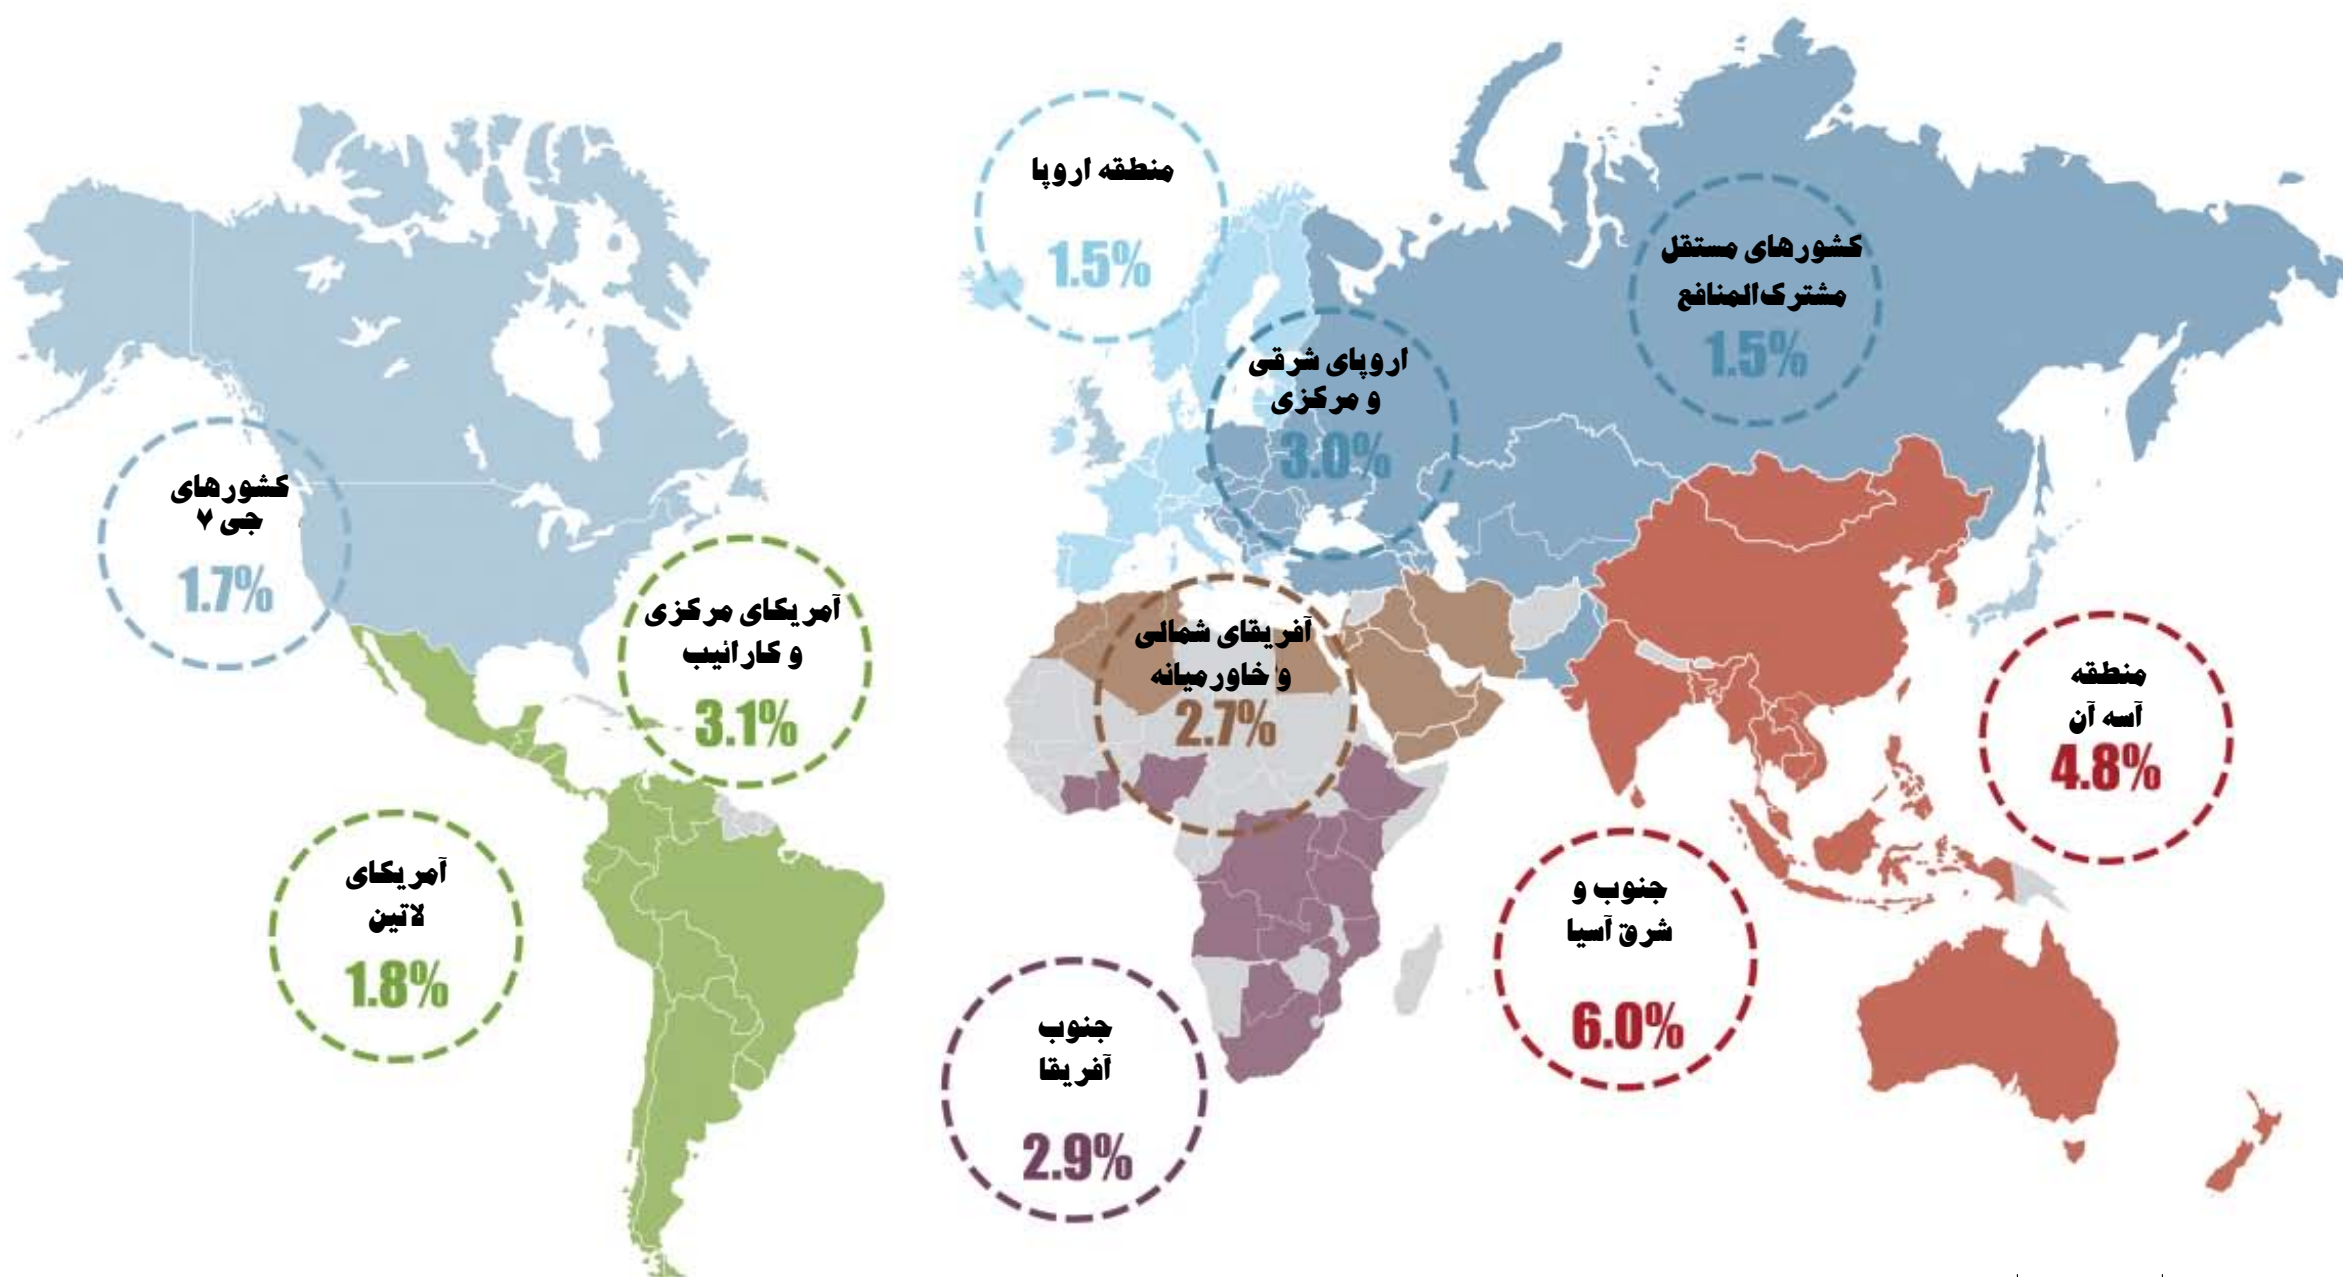 منطقه اروپا
1.5%
کشورهای مستقل
مشترک‌المنافع
1.5%
اروپای شرقی
و مرکزی
3.0%
کشورهای
جی ۷
1.7%
آمریکای مرکزی
و کارائیب
3.1%
آفریقای شمالی
و خاورمیانه
2.7%
منطقه
آسه آن
4.8%
آمریکای
لاتین
1.8%
جنوب و
شرق آسیا
6.0%
جنوب
آفریقا
2.9%